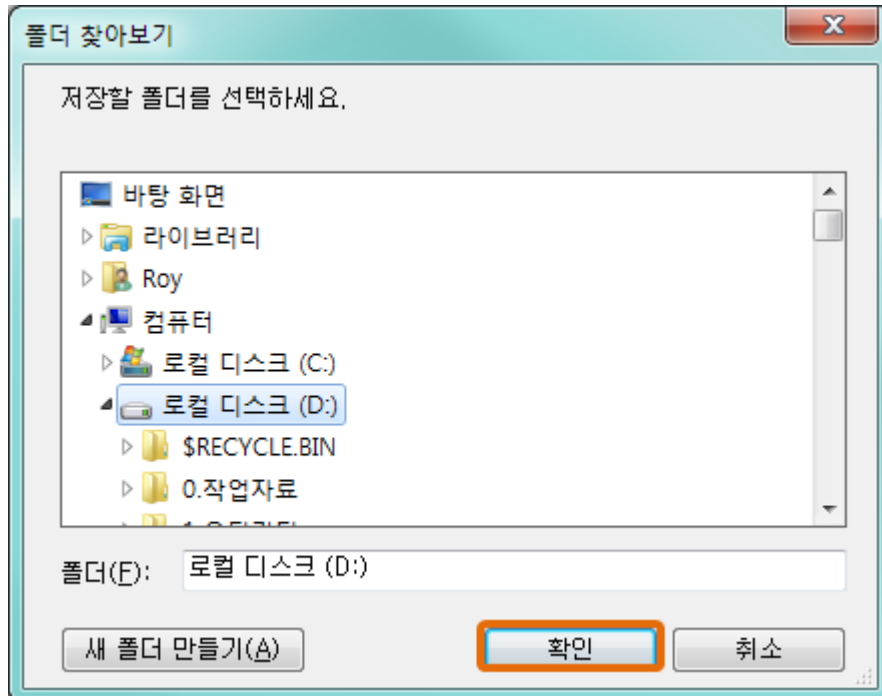 폴더 찾아보기
저장할 폴더를 선택하세요.
바탕 화면
라이브러리
Roy
컴퓨터
로컬 디스크 (C:)
로컬 디스크 (D:)
$RECYCLE.BIN
0.작업자료
폴더(F):
로컬 디스크 (D:)
새 폴더 만들기(A)
확인
취소